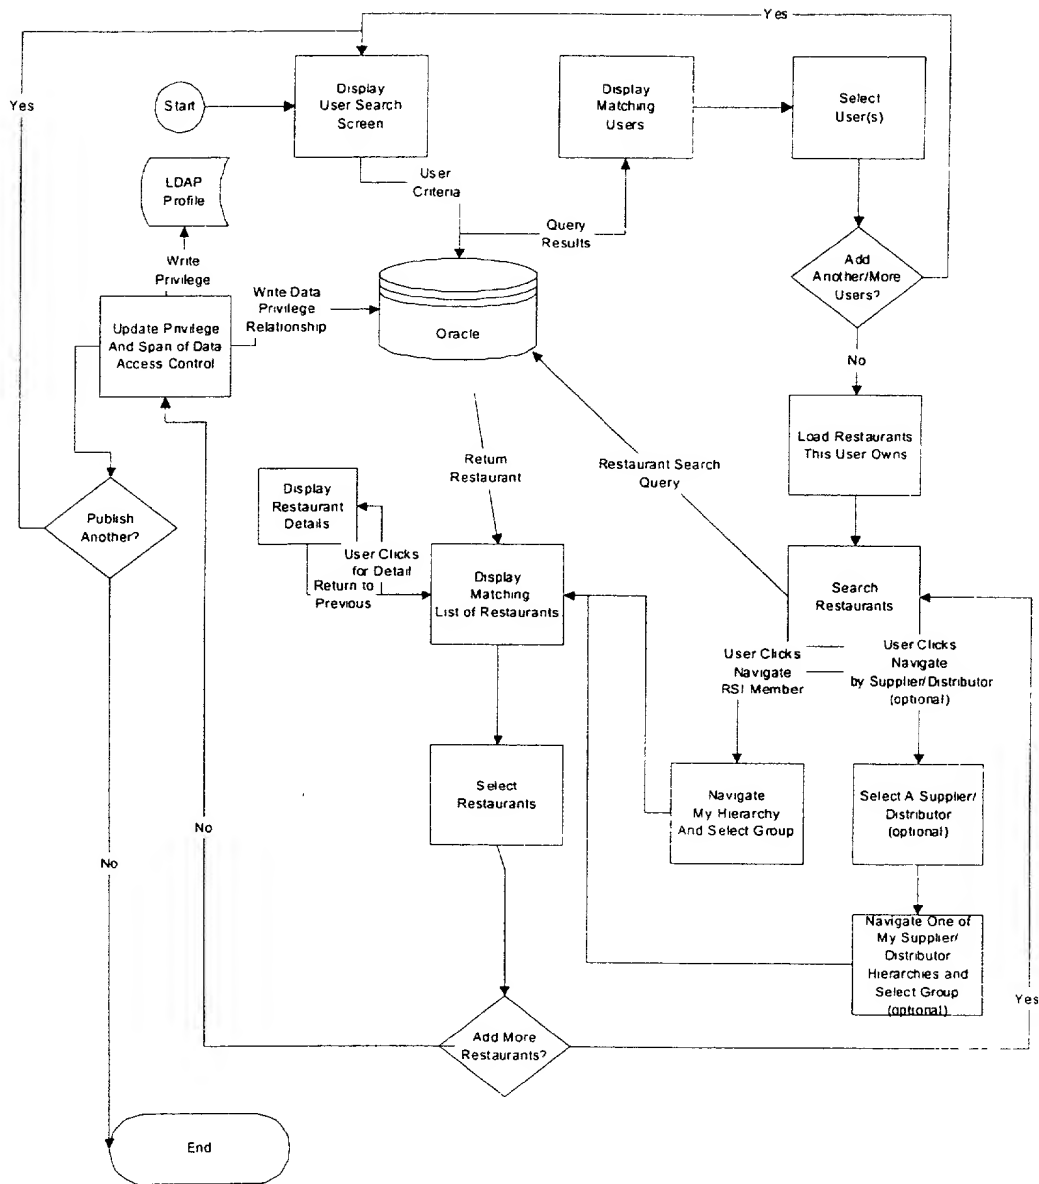 Yes
Yes
Start
Display
User Search
Screen
Display
Matching
Users
Select
User(s)
LDAP
Profile
User
Criteria
Query
Results
Write
Privilege
Add
Another/More
Users?
Write Data
Privilege
Relationship
Oracle
Update Privilege
And Span of Data
Access Control
No
Load Restaurants
This User Owns
Return
Restaurant
Restaurant Search
Query
Display
Restaurant
Details
Publish
Another?
User Clicks
for Detail
Return to
Previous
Display
Matching
List of Restaurants
Search
Restaurants
User Clicks
Navigate
RSI Member
User Clicks
Navigate
by Supplier/Distributor
(optional)
Select
Restaurants
Navigate
My Hierarchy
And Select Group
Select A Supplier/
Distributor
(optional)
No
No
Navigate One of
My Supplier/
Distributor
Hierarchies and
Select Group
(optional)
Yes
Add More
Restaurants?
End